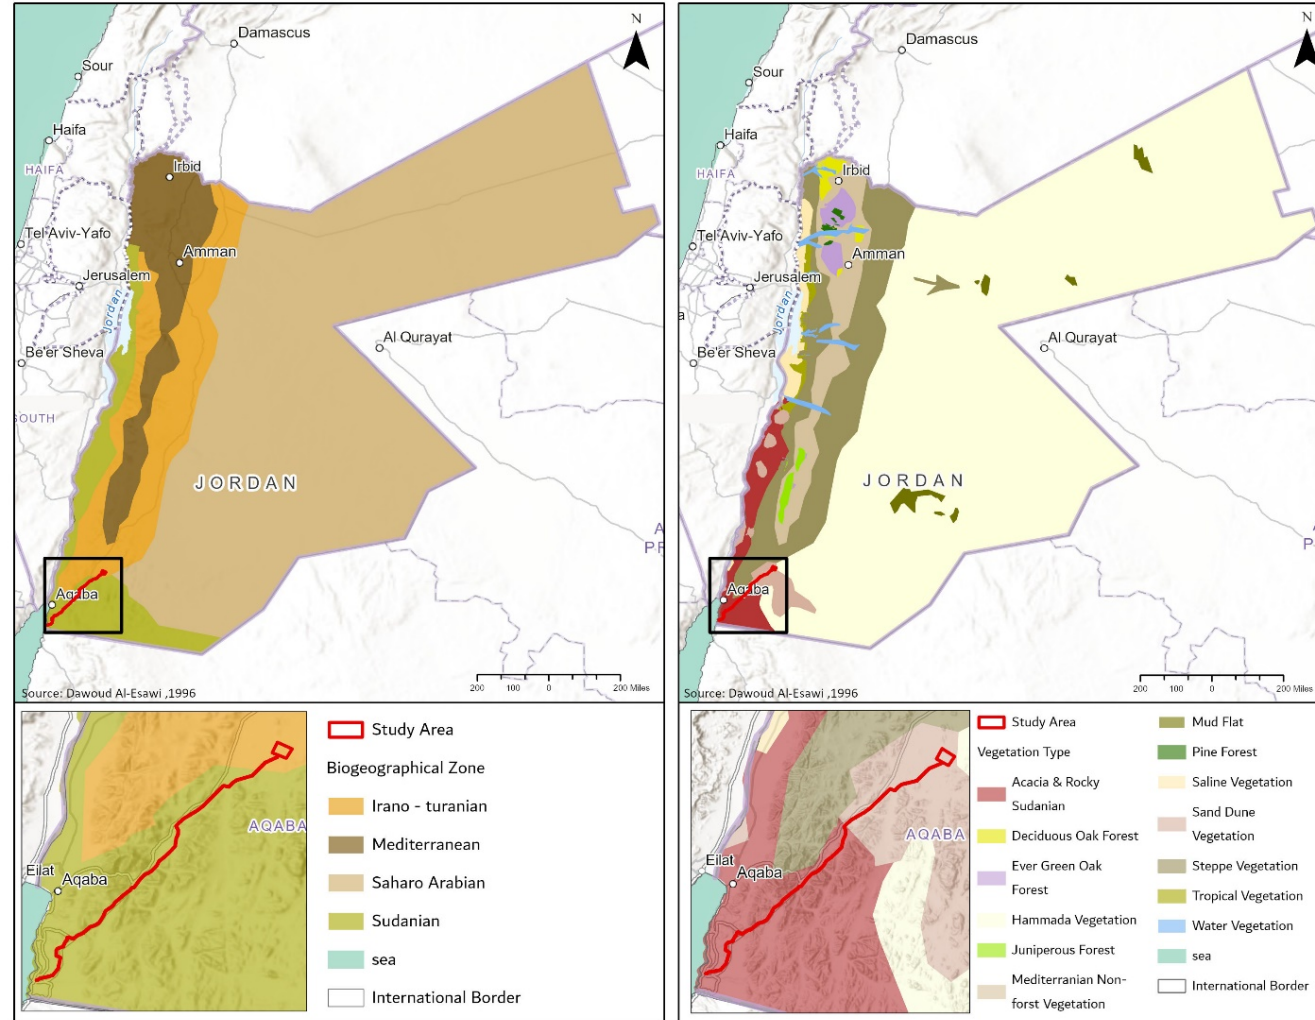 N
Damascus
Sour
Haifa
HAIFA
Irbid
Tel Aviv-Yafo
Amman
Jerusalem
Jordan
Al Qurayat
Be'er Sheva
SOUTH
JORDAN
A
PR
Aqaba
200 100 0 200 Miles
Source: Dawoud Al-Esawi ,1996
AQABA
Eilat
Aqaba
Study Area
Biogeographical Zone
Irano - turanian
Mediterranean
Saharo Arabian
Sudanian
sea
International Border
N
Damascus
Sour
Haifa
HAIFA
Irbid
Tel Aviv-Yafo
Amman
Jerusalem
Jordan
a
Al Qurayat
Be'er Sheva
JORDAN
A
P
Aqaba
200 100 0 200 Miles
Source: Dawoud Al-Esawi ,1996
AQABA
Eilat
Aqaba
Study Area
Vegetation Type
Acacia & Rocky
Sudanian
Deciduous Oak Forest
Ever Green Oak
Forest
Hammada Vegetation
Juniperous Forest
Mediterranian Non-
forst Vegetation
Mud Flat
Pine Forest
Saline Vegetation
Sand Dune
Vegetation
Steppe Vegetation
Tropical Vegetation
Water Vegetation
sea
International Border